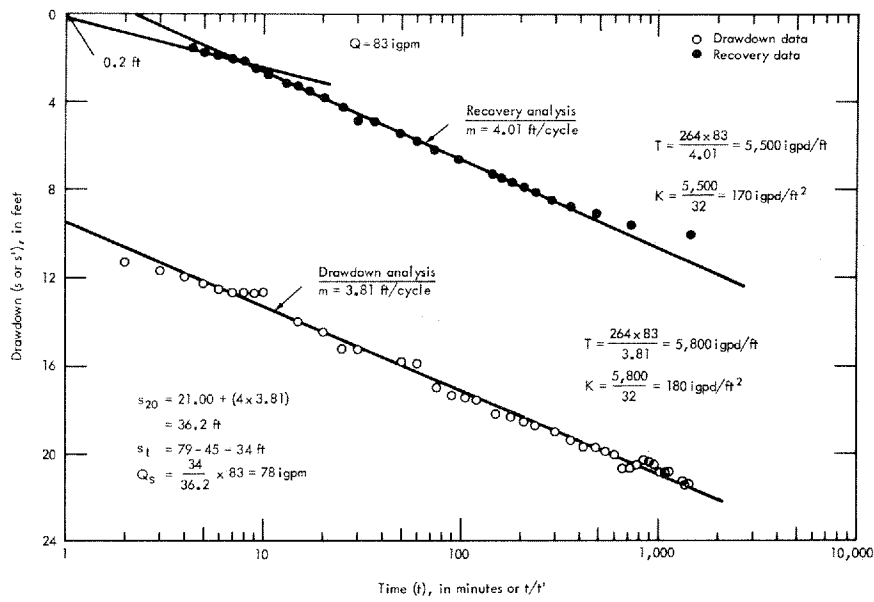 0
4
8
12
16
20
24
Drawdown (s or s'), in feet
1
10
100
1,000
10,000
Time (t), in minutes or t/t'
0.2 ft
Q = 83 igpm
Drawdown data
Recovery data
Recovery analysis
m = 4.01 ft/cycle
T = 264 x 83 / 4.01 = 5,500 igpd/ft
K = 5,500 / 32 = 170 igpd/ft²
Drawdown analysis
m = 3.81 ft/cycle
T = 264 x 83 / 3.81 = 5,800 igpd/ft
K = 5,800 / 32 = 180 igpd/ft²
s₂₀ = 21.00 + (4 x 3.81)
= 36.2 ft
sₜ = 79 - 45 - 34 ft
Qₛ = 34 / 36.2 x 83 = 78 igpm